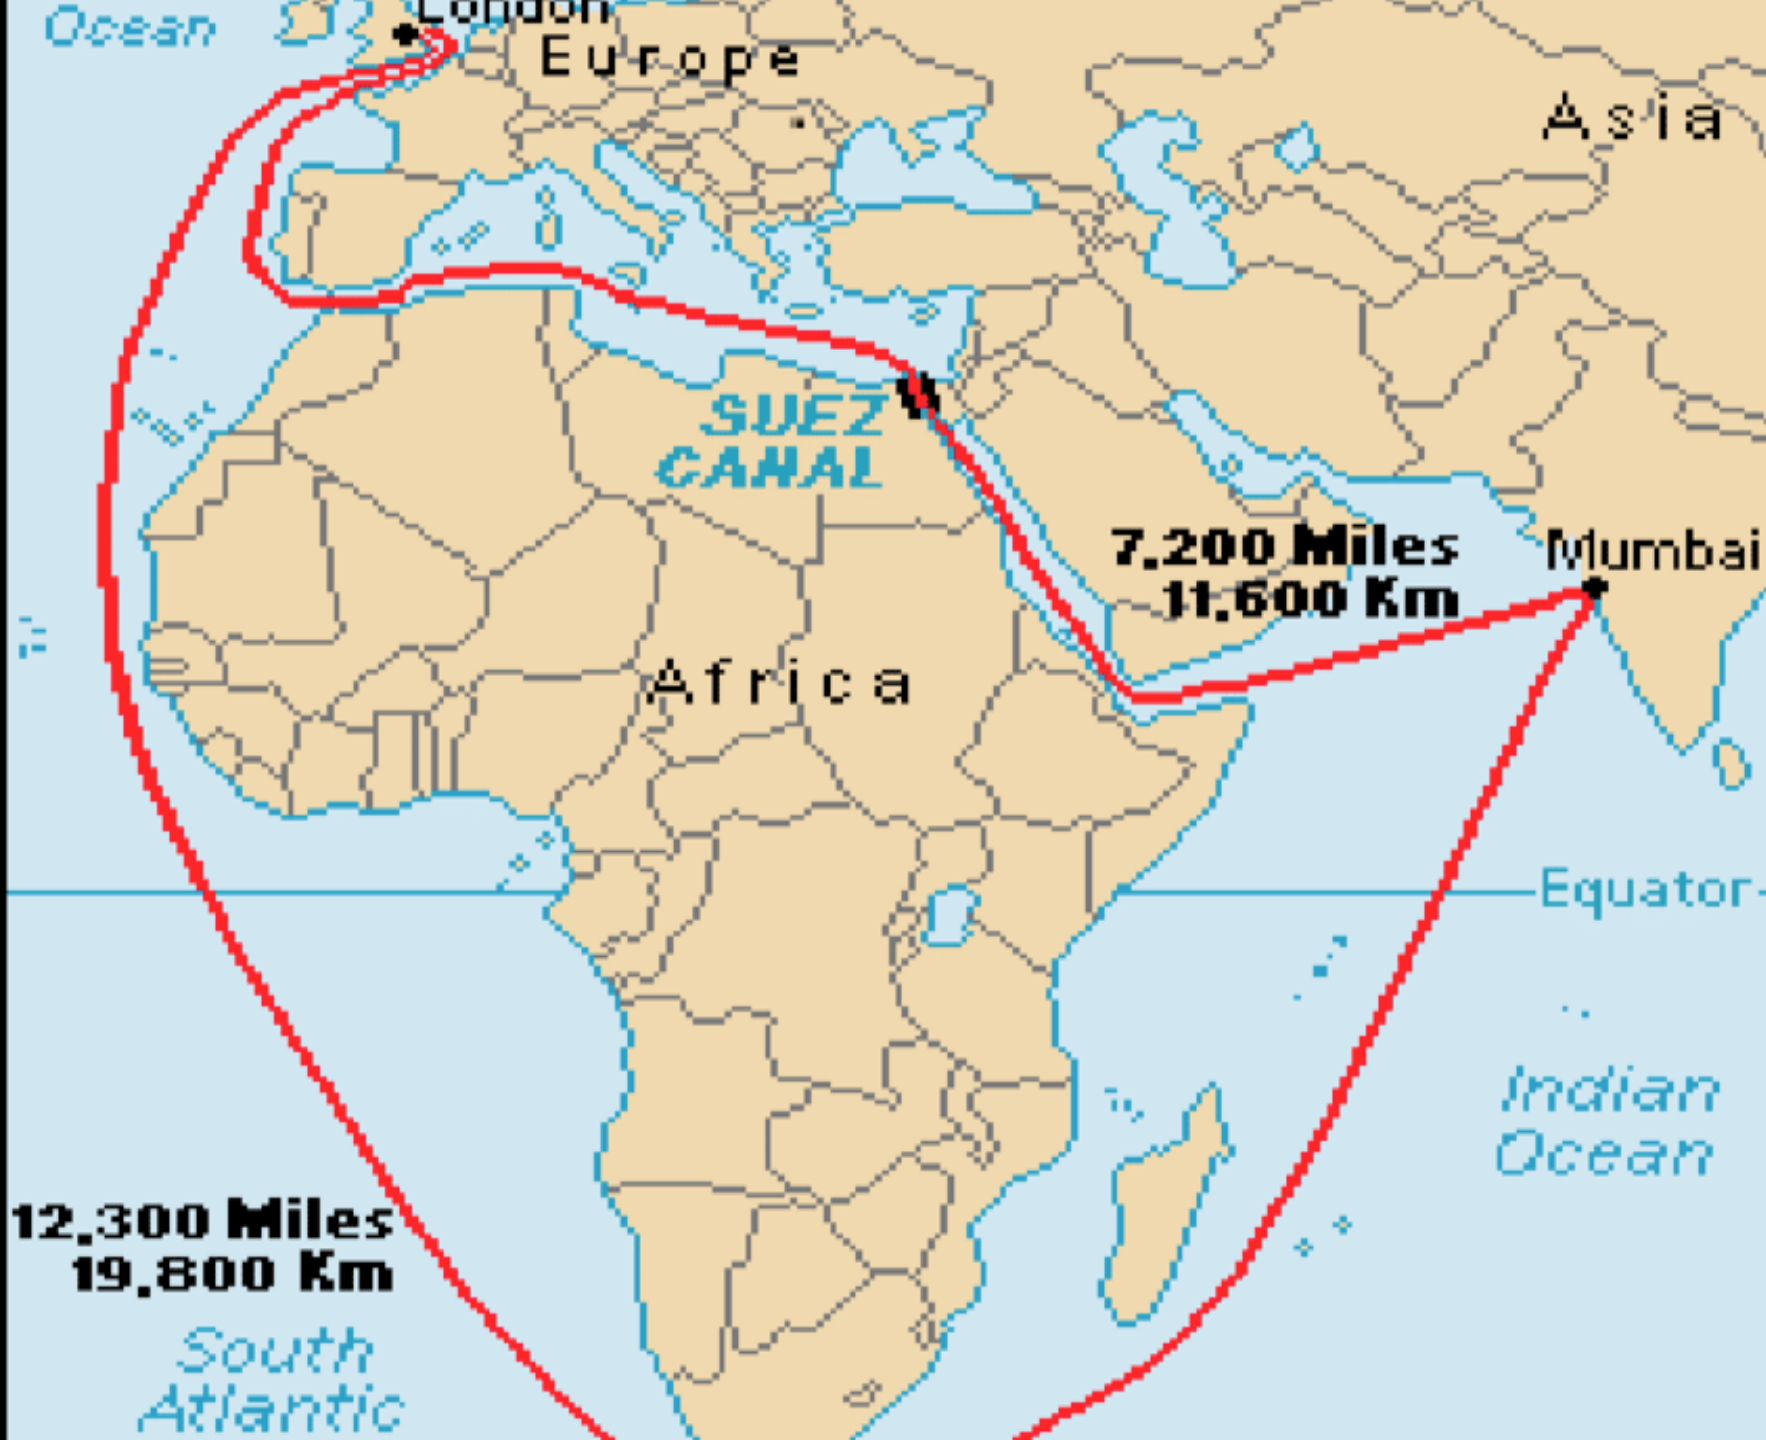 London
Ocean
Europe
Asia
SUEZ
CANAL
7,200 Miles
11,600 Km
Mumbai
Africa
Equator
Indian
Ocean
12,300 Miles
19,800 Km
South
Atlantic